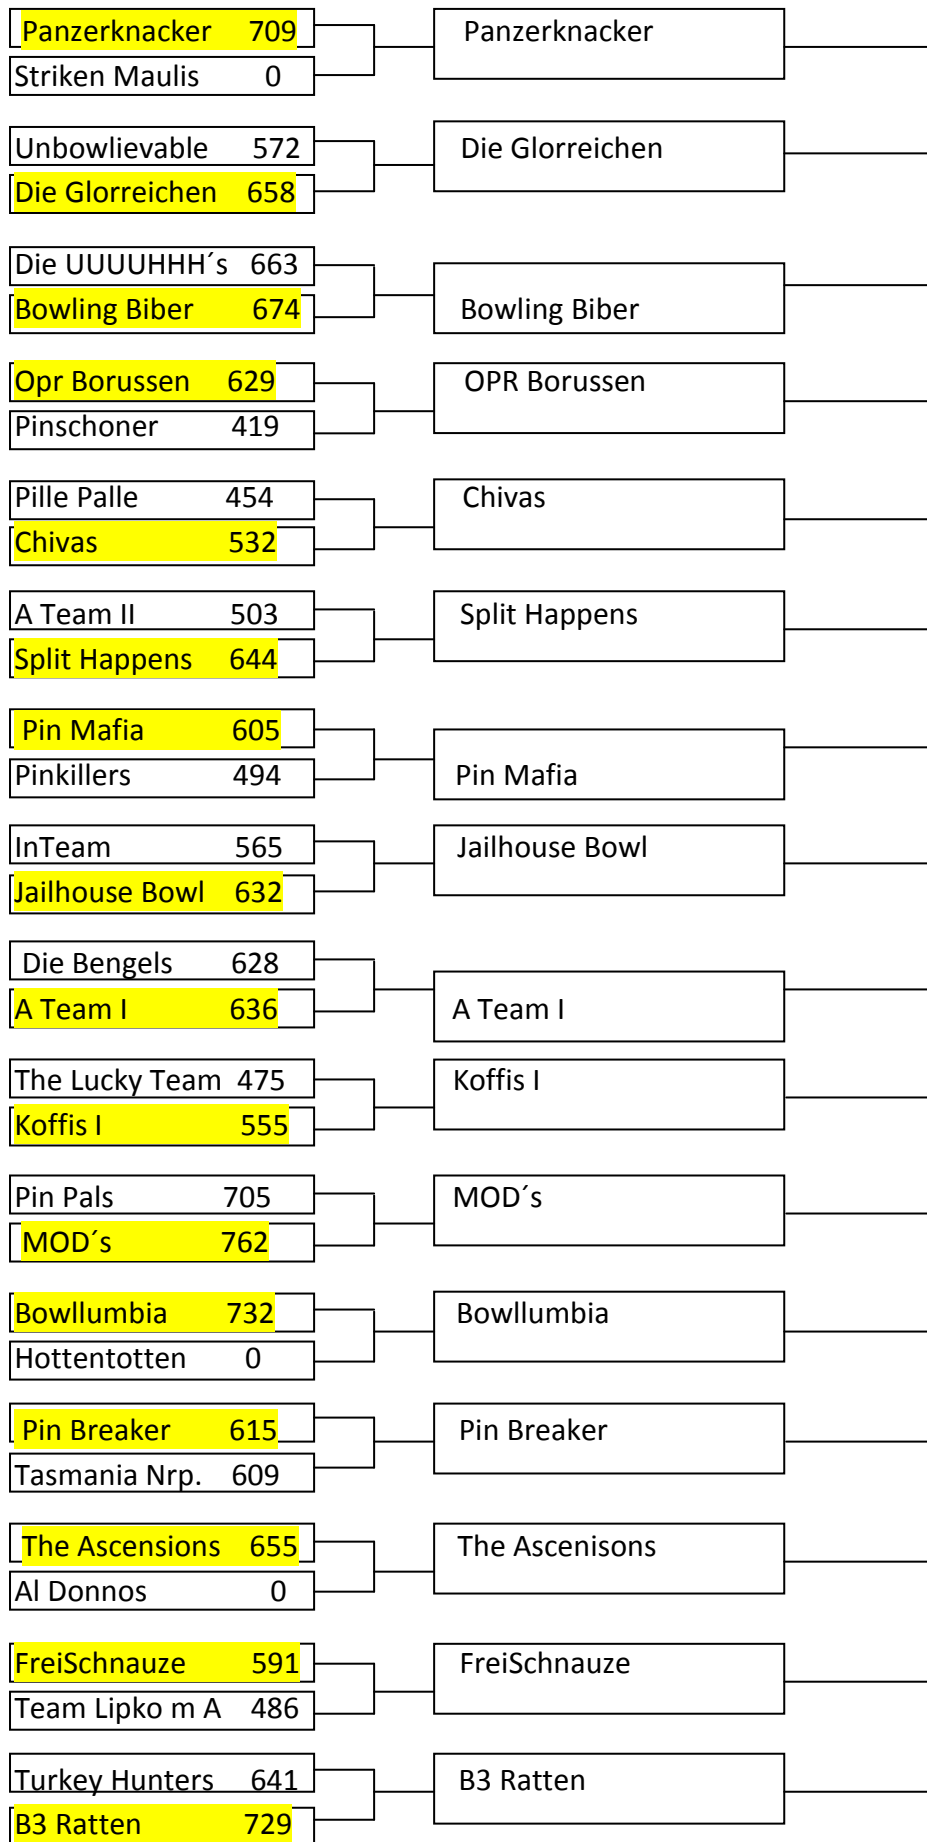 Panzerknacker 709 Panzerknacker
Striken Maulis 0
Unbowlievable 572 Die Glorreichen
Die Glorreichen 658
Die UUUUHHH´s 663
Bowling Biber 674 Bowling Biber
Opr Borussen 629 OPR Borussen
Pinschoner 419
Pille Palle 454 Chivas
Chivas 532
A Team II 503 Split Happens
Split Happens 644
Pin Mafia 605
Pinkillers 494 Pin Mafia
InTeam 565 Jailhouse Bowl
Jailhouse Bowl 632
Die Bengels 628
A Team I 636 A Team I
The Lucky Team 475 Koffis I
Koffis I 555
Pin Pals 705 MOD´s
MOD´s 762
Bowllumbia 732 Bowllumbia
Hottentotten 0
Pin Breaker 615 Pin Breaker
Tasmania Nrp. 609
The Ascensions 655 The Ascenisons
Al Donnos 0
FreiSchnauze 591 FreiSchnauze
Team Lipko m A 486
Turkey Hunters 641 B3 Ratten
B3 Ratten 729